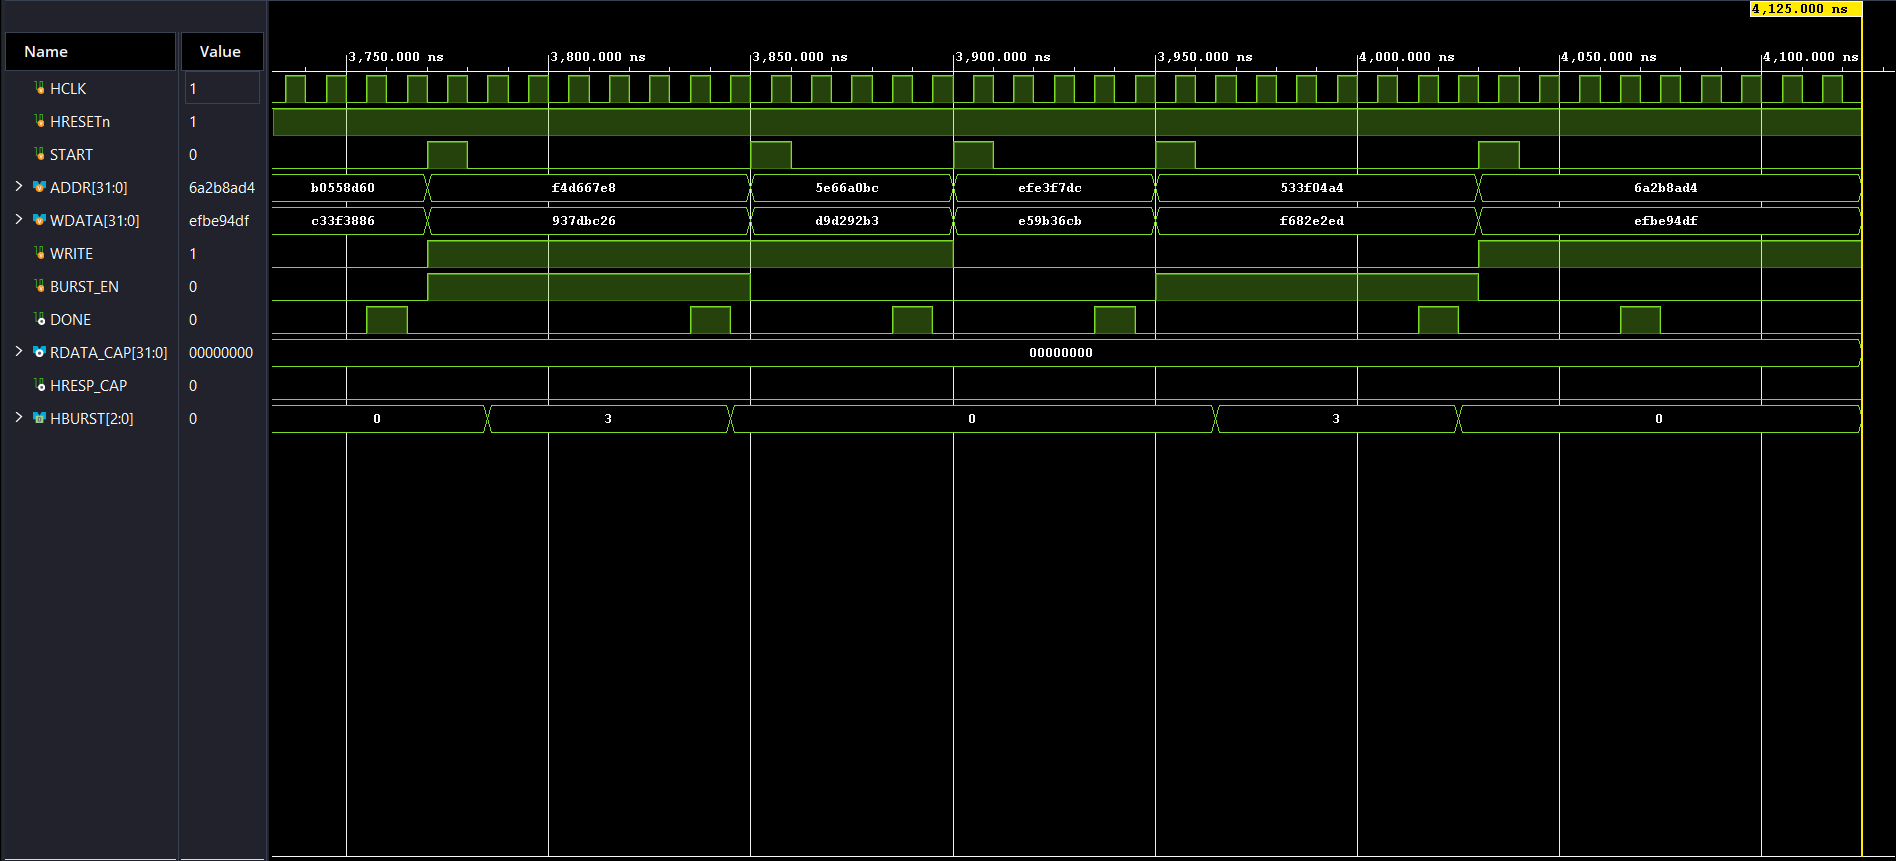 4,125.000 ns
Name Value
3,750.000 ns 3,800.000 ns 3,850.000 ns 3,900.000 ns 3,950.000 ns 4,000.000 ns 4,050.000 ns 4,100.000 ns
HCLK 1
HRESETn 1
START 0
ADDR[31:0] 6a2b8ad4 b0558d60 f4d667e8 5e66a0bc efe3f7dc 533f04a4 6a2b8ad4
WDATA[31:0] efbe94df c33f3886 937dbc26 d9d292b3 e59b36cb f682e2ed efbe94df
WRITE 1
BURST_EN 0
DONE 0
RDATA_CAP[31:0] 00000000 00000000
HRESP_CAP 0
HBURST[2:0] 0 0 3 0 3 0